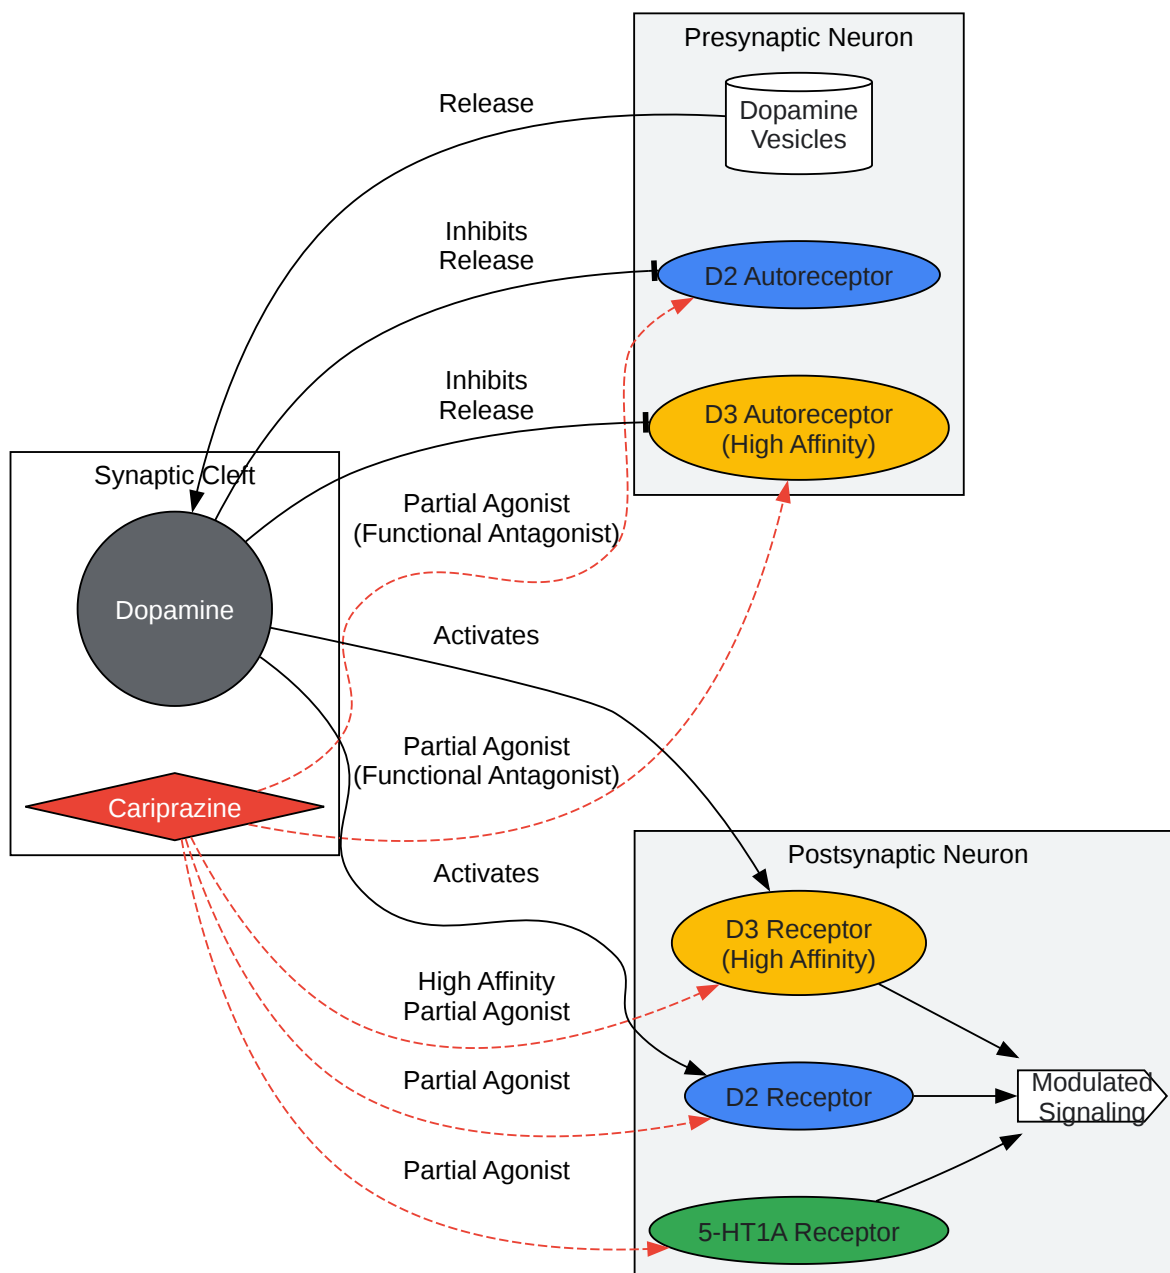 Presynaptic Neuron
Dopamine
Vesicles
Release
Inhibits
Release
D2 Autoreceptor
Inhibits
Release
D3 Autoreceptor
(High Affinity)
Synaptic Cleft
Partial Agonist
(Functional Antagonist)
Dopamine
Activates
Partial Agonist
(Functional Antagonist)
Cariprazine
Postsynaptic Neuron
Activates
D3 Receptor
(High Affinity)
High Affinity
Partial Agonist
Partial Agonist
D2 Receptor
Modulated
Signaling
Partial Agonist
5-HT1A Receptor